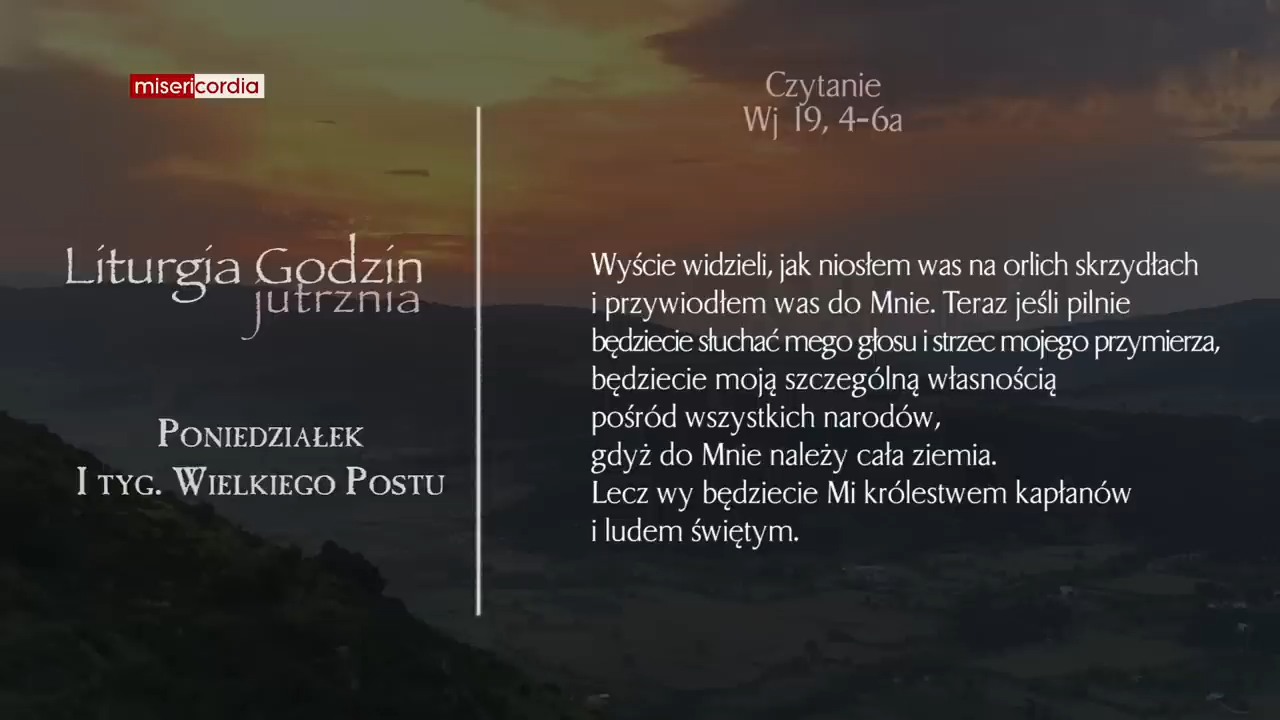 misericordia
Czytanie
Wj 19, 4-6a
Liturgia Godzin
jutrznia
Poniedziałek
I tyg. Wielkiego Postu
Wyście widzieli, jak niosłem was na orlich skrzydłach
i przywiodłem was do Mnie. Teraz jeśli pilnie
będziecie słuchać mego głosu i strzec mojego przymierza,
będziecie moją szczególną własnością
pośród wszystkich narodów,
gdyż do Mnie należy cała ziemia.
Lecz wy będziecie Mi królestwem kapłanów
i ludem świętym.